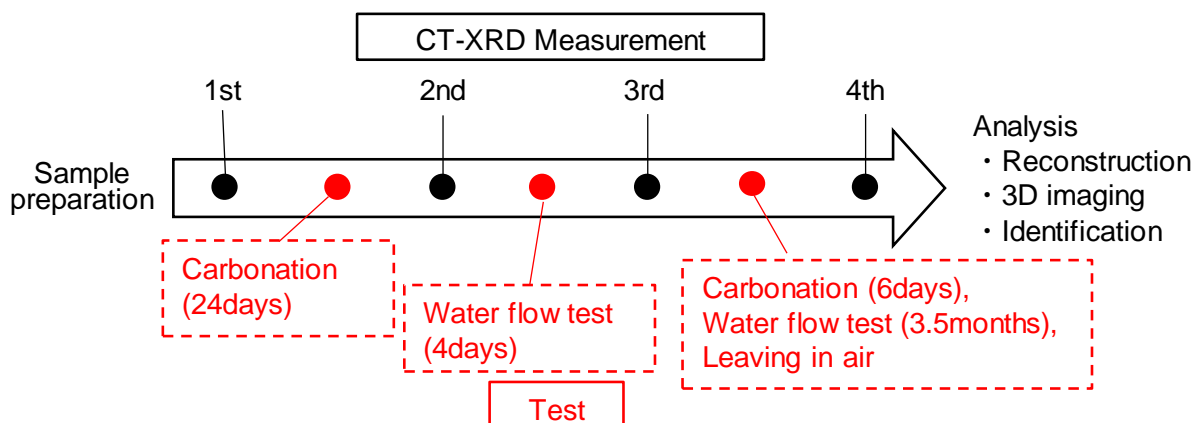 CT-XRD Measurement
1st
2nd
3rd
4th
Sample
preparation
Analysis
・Reconstruction
・3D imaging
・Identification
Carbonation
(24days)
Water flow test
(4days)
Carbonation (6days),
Water flow test (3.5months),
Leaving in air
Test